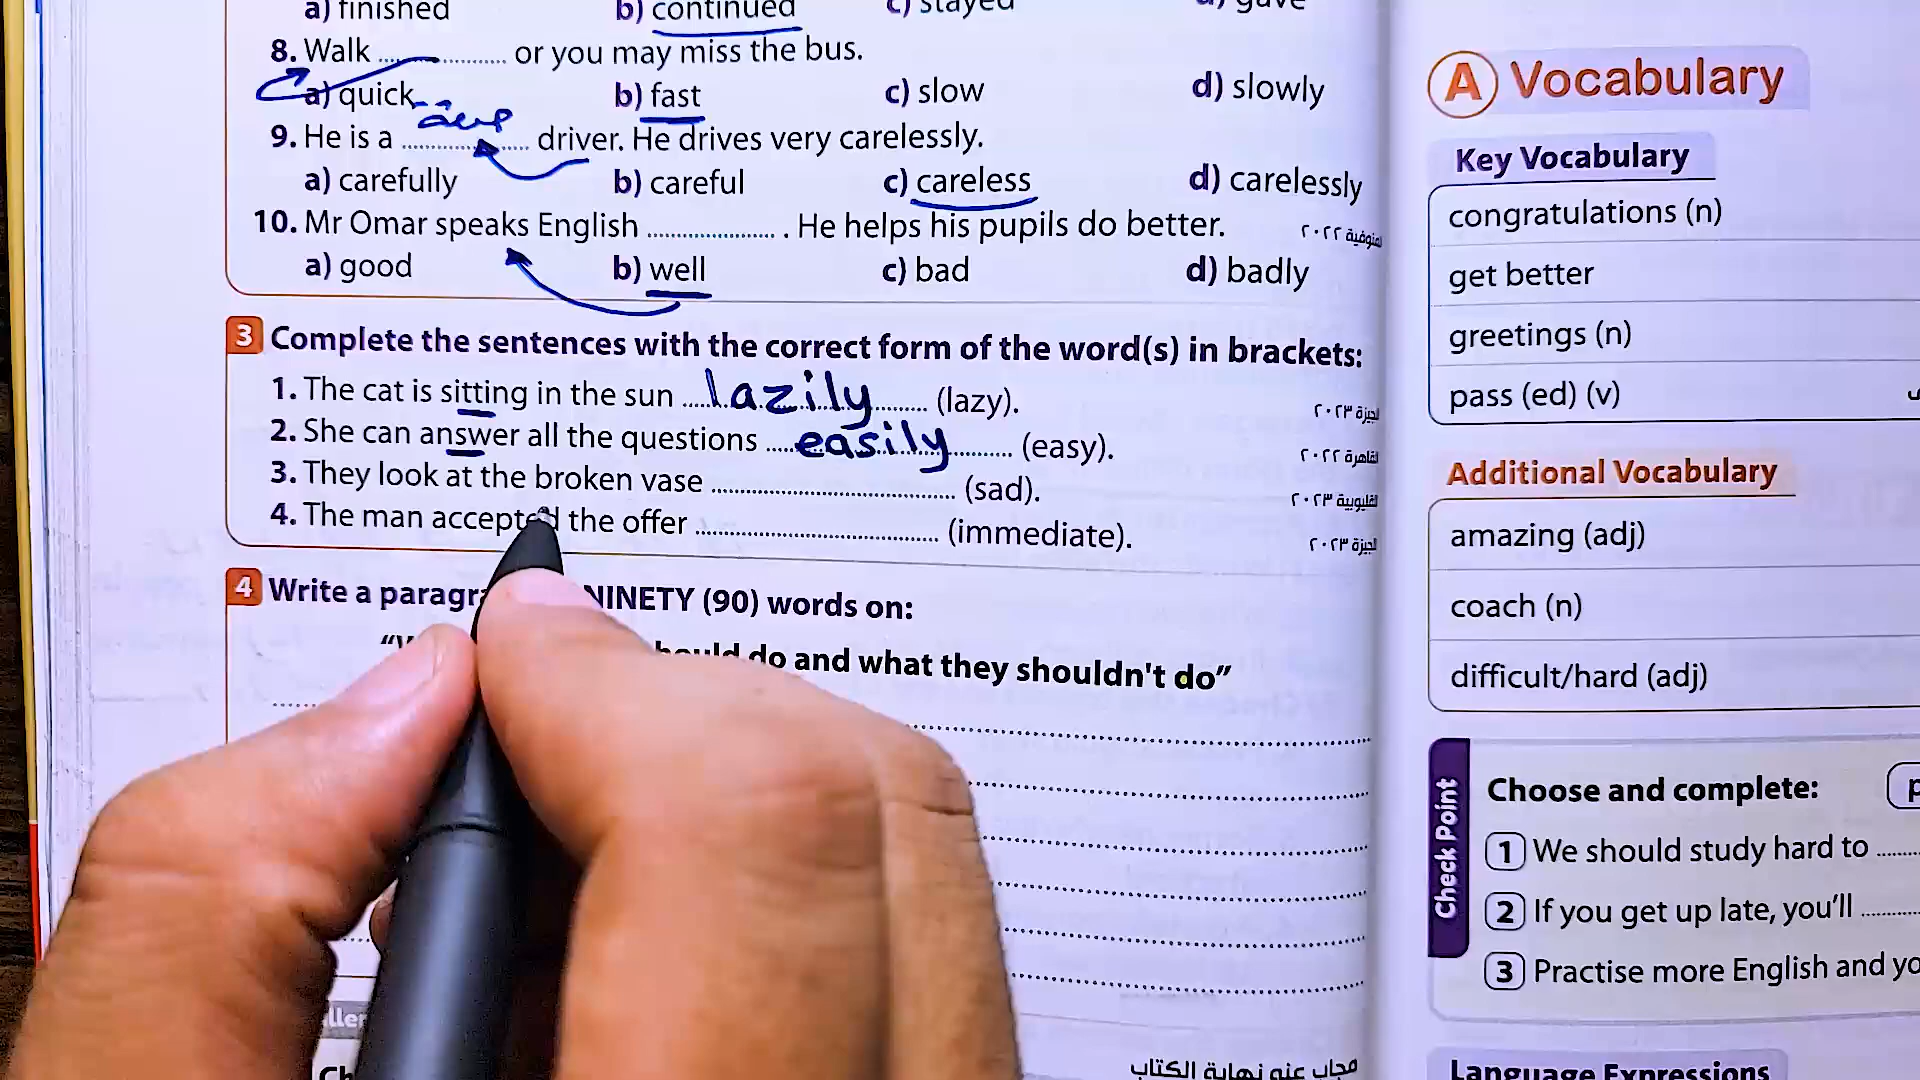 a) finished b) continued c) stayed d) gave
8. Walk .................... or you may miss the bus.
a) quick b) fast c) slow d) slowly
9. He is a .................... driver. He drives very carelessly.
a) carefully b) careful c) careless d) carelessly
10. Mr Omar speaks English .................... . He helps his pupils do better. المنوفية ٢٠٢٢
a) good b) well c) bad d) badly
3 Complete the sentences with the correct form of the word(s) in brackets:
1. The cat is sitting in the sun lazily (lazy). الجيزة ٢٠٢٣
2. She can answer all the questions easily (easy). القاهرة ٢٠٢٢
3. They look at the broken vase .................... (sad). القليوبية ٢٠٢٣
4. The man accepted the offer .................... (immediate). الجيزة ٢٠٢٣
4 Write a NINETY (90) words on:
do and what they shouldn't do”
مجاب عنه نهاية الكتاب
A Vocabulary
Key Vocabulary
congratulations (n)
get better
greetings (n)
pass (ed) (v)
Additional Vocabulary
amazing (adj)
coach (n)
difficult/hard (adj)
Check Point
Choose and complete:
1 We should study hard to ........
2 If you get up late, you'll ........
3 Practise more English and
Language Expressions